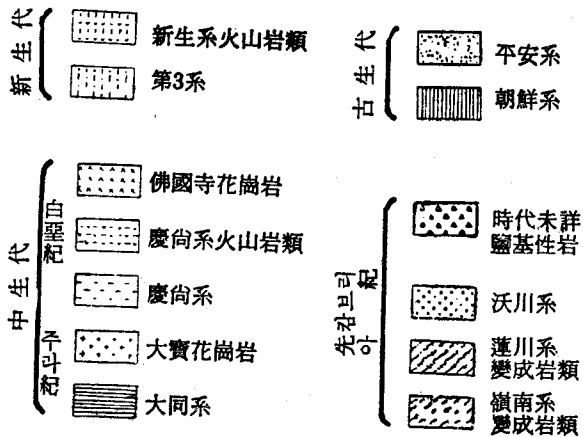 新生代
新生系火山岩類
第3系
中生代
白堊紀
佛國寺花崗岩
慶尙系火山岩類
慶尙系
주라紀
大寶花崗岩
大同系
古生代
平安系
朝鮮系
先캄브리아紀
時代未詳
鹽基性岩
沃川系
蓮川系
變成岩類
嶺南系
變成岩類